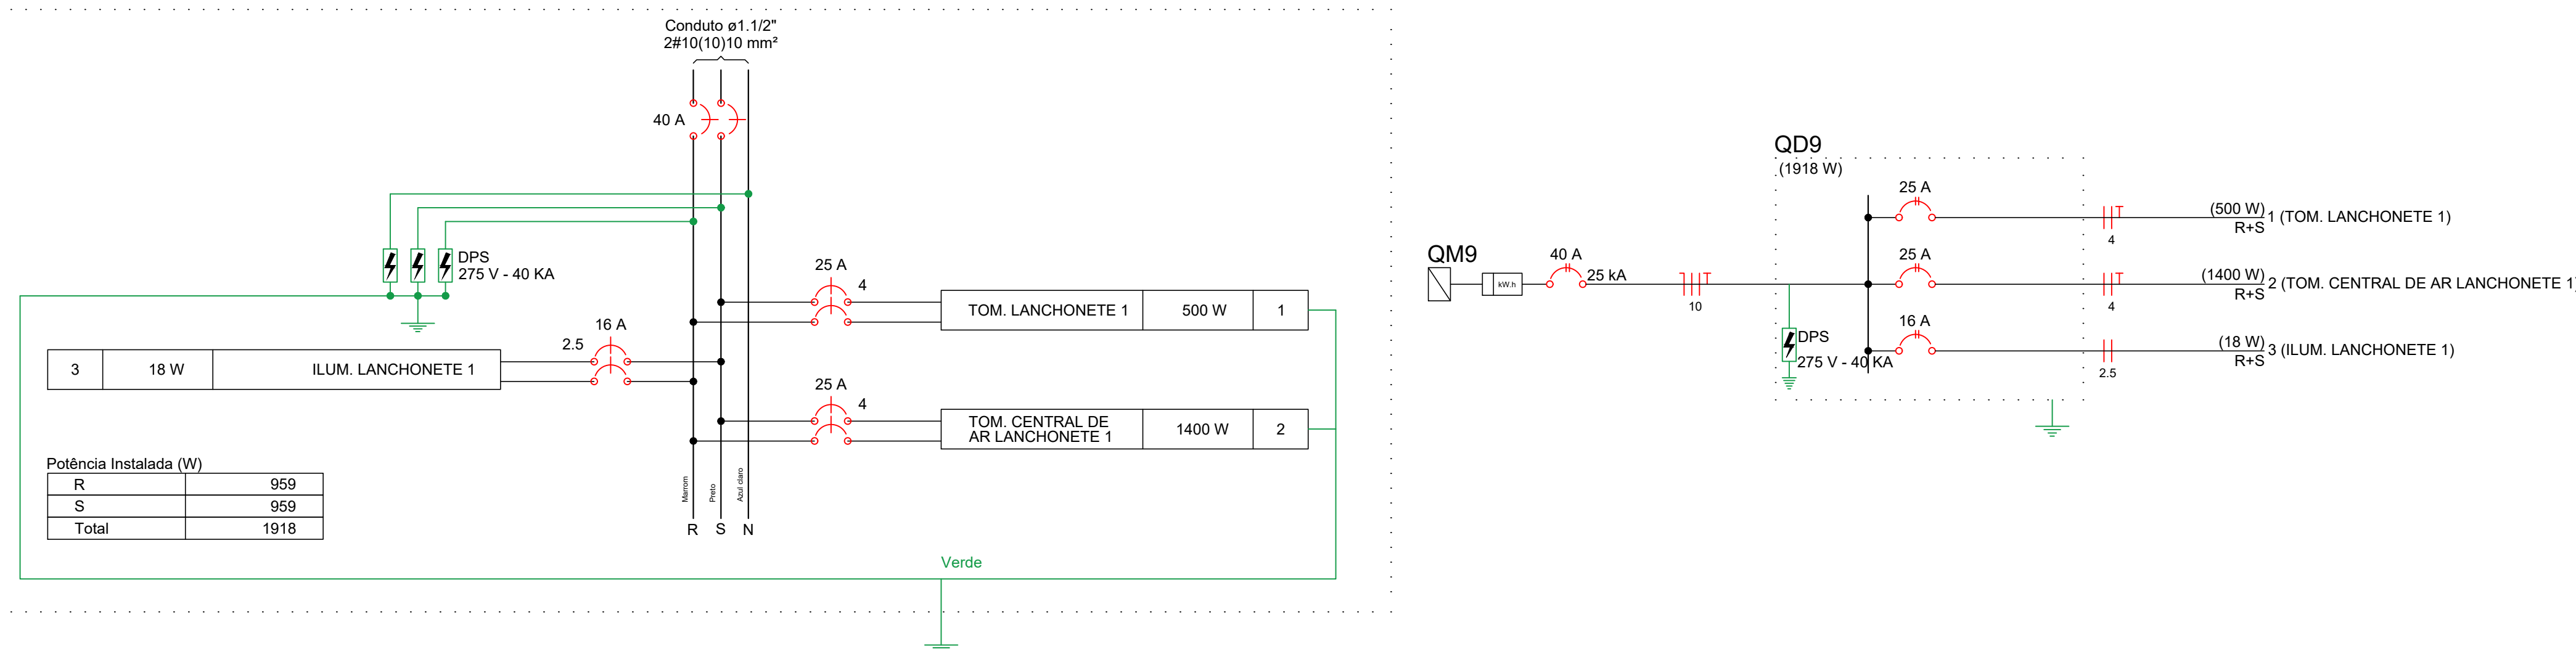 Conduto ø1.1/2"
2#10(10)10 mm²
40 A
DPS
275 V - 40 KA
25 A
4
TOM. LANCHONETE 1 500 W 1
16 A
2.5
3 18 W ILUM. LANCHONETE 1
25 A
4
TOM. CENTRAL DE
AR LANCHONETE 1
1400 W 2
Potência Instalada (W)
R 959
S 959
Total 1918
Marrom
Preto
Azul claro
R S N
Verde
QD9
(1918 W)
25 A
(500 W)
R+S
1 (TOM. LANCHONETE 1)
4
QM9
kW.h
40 A
25 kA
10
25 A
(1400 W)
R+S
2 (TOM. CENTRAL DE AR LANCHONETE 1)
4
DPS
275 V - 40 KA
16 A
(18 W)
R+S
3 (ILUM. LANCHONETE 1)
2.5